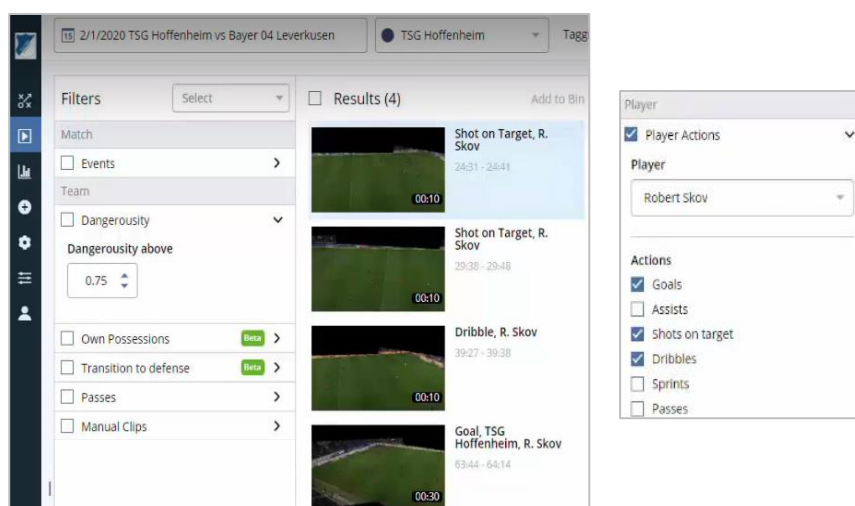 15 2/1/2020 TSG Hoffenheim vs Bayer 04 Leverkusen
TSG Hoffenheim
Tagg
Filters
Select
Match
Events
Team
Dangerousity
Dangerousity above
0.75
Own Possessions Beta
Transition to defense Beta
Passes
Manual Clips
Results (4)
Add to Bin
Shot on Target, R.
Skov
24:31 - 24:41
00:10
Shot on Target, R.
Skov
29:38 - 29:48
00:10
Dribble, R. Skov
39:27 - 39:38
00:10
Goal, TSG
Hoffenheim, R. Skov
63:44 - 64:14
00:30
Player
Player Actions
Player
Robert Skov
Actions
Goals
Assists
Shots on target
Dribbles
Sprints
Passes